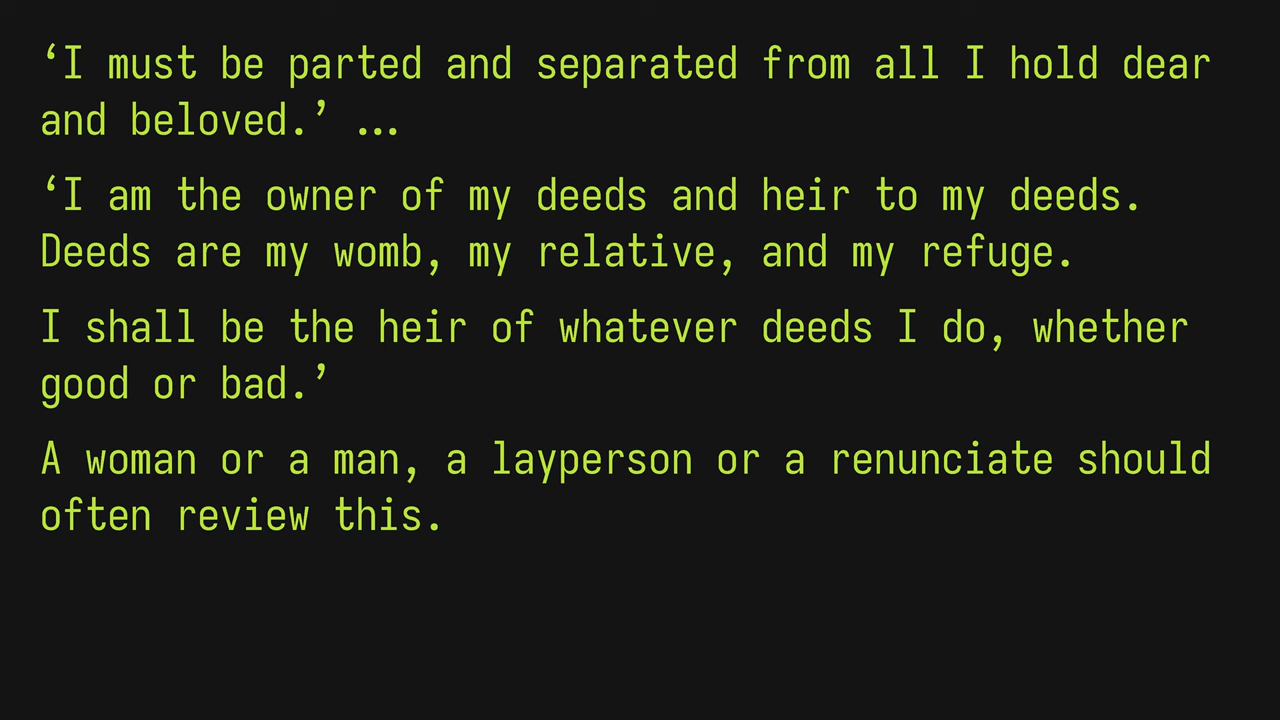 ‘I must be parted and separated from all I hold dear
and beloved.’ …
‘I am the owner of my deeds and heir to my deeds.
Deeds are my womb, my relative, and my refuge.
I shall be the heir of whatever deeds I do, whether
good or bad.’
A woman or a man, a layperson or a renunciate should
often review this.